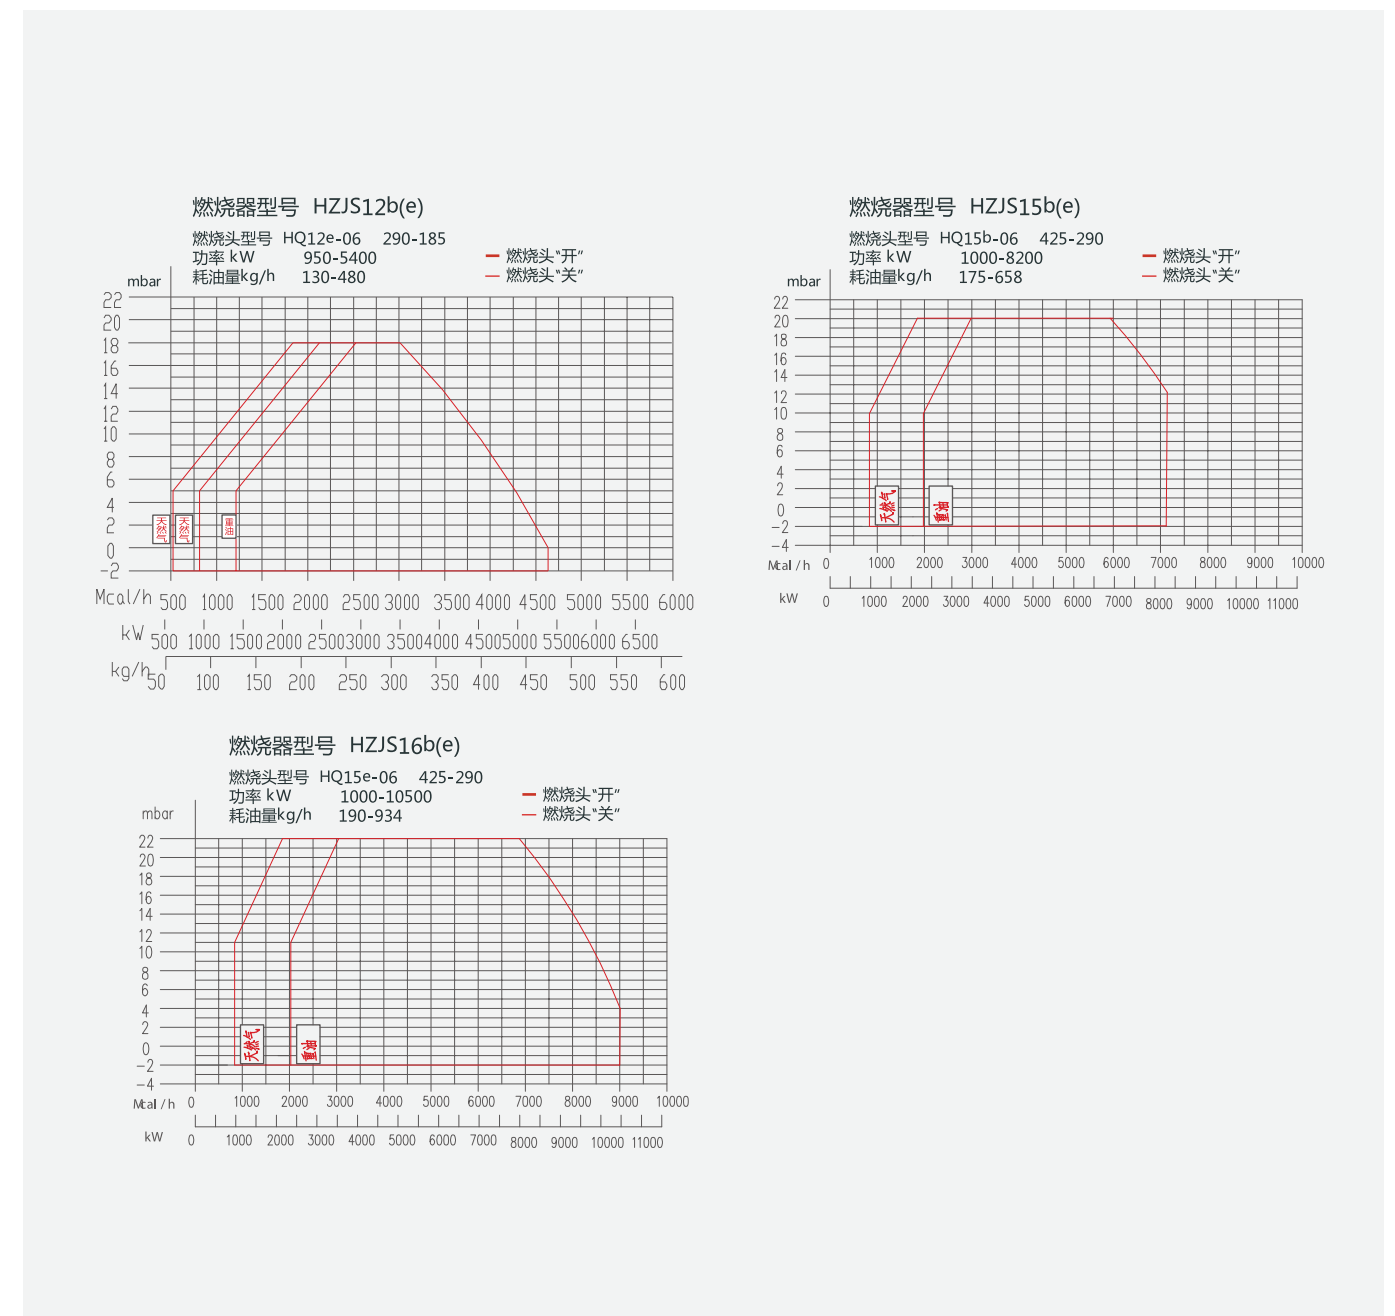 燃烧器型号 HZJS12b(e)
燃烧头型号 HQ12e-06 290-185
功率 kW 950-5400
耗油量kg/h 130-480
燃烧头“开”
燃烧头“关”
mbar
22
20
18
16
14
12
10
8
6
4
2
0
-2
天然气
天然气
重油
Mcal/h 500 1000 1500 2000 2500 3000 3500 4000 4500 5000 5500 6000
kW 500 1000 1500 2000 2500 3000 3500 4000 4500 5000 5500 6000 6500
kg/h 50 100 150 200 250 300 350 400 450 500 550 600
燃烧器型号 HZJS15b(e)
燃烧头型号 HQ15b-06 425-290
功率 kW 1000-8200
耗油量kg/h 175-658
燃烧头“开”
燃烧头“关”
mbar
22
20
18
16
14
12
10
8
6
4
2
0
-2
-4
天然气
重油
Mcal / h 0 1000 2000 3000 4000 5000 6000 7000 8000 9000 10000
kW 0 1000 2000 3000 4000 5000 6000 7000 8000 9000 10000 11000
燃烧器型号 HZJS16b(e)
燃烧头型号 HQ15e-06 425-290
功率 kW 1000-10500
耗油量kg/h 190-934
燃烧头“开”
燃烧头“关”
mbar
22
20
18
16
14
12
10
8
6
4
2
0
-2
-4
天然气
重油
Mcal / h 0 1000 2000 3000 4000 5000 6000 7000 8000 9000 10000
kW 0 1000 2000 3000 4000 5000 6000 7000 8000 9000 10000 11000